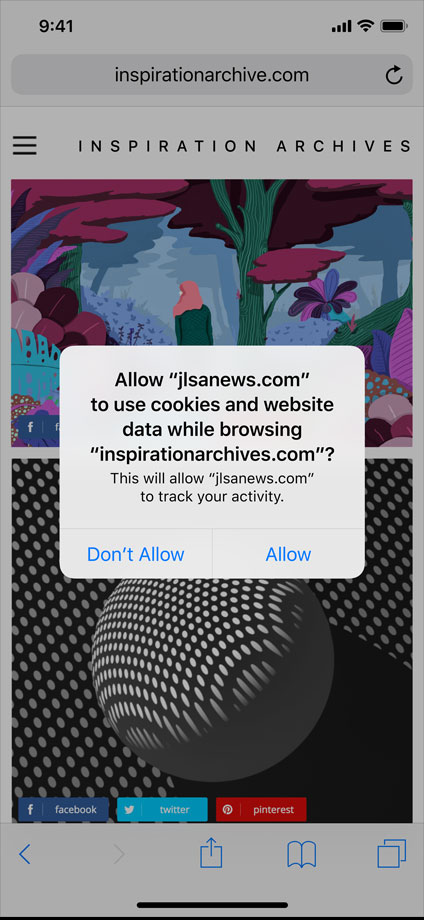 9:41
inspirationarchive.com
INSPIRATION ARCHIVES
Allow “jlsanews.com”
to use cookies and website
data while browsing
“inspirationarchives.com”?
This will allow “jlsanews.com”
to track your activity.
Don’t Allow Allow
f facebook twitter pinterest